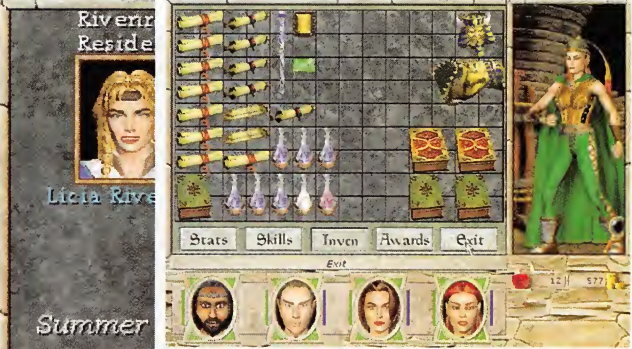 Rivenr
Reside
Licia Rive
Summer
Stats Skills Inven Awards Exit
Exit
12 577